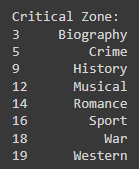 Critical Zone:
3 Biography
5 Crime
9 History
12 Musical
14 Romance
16 Sport
18 War
19 Western